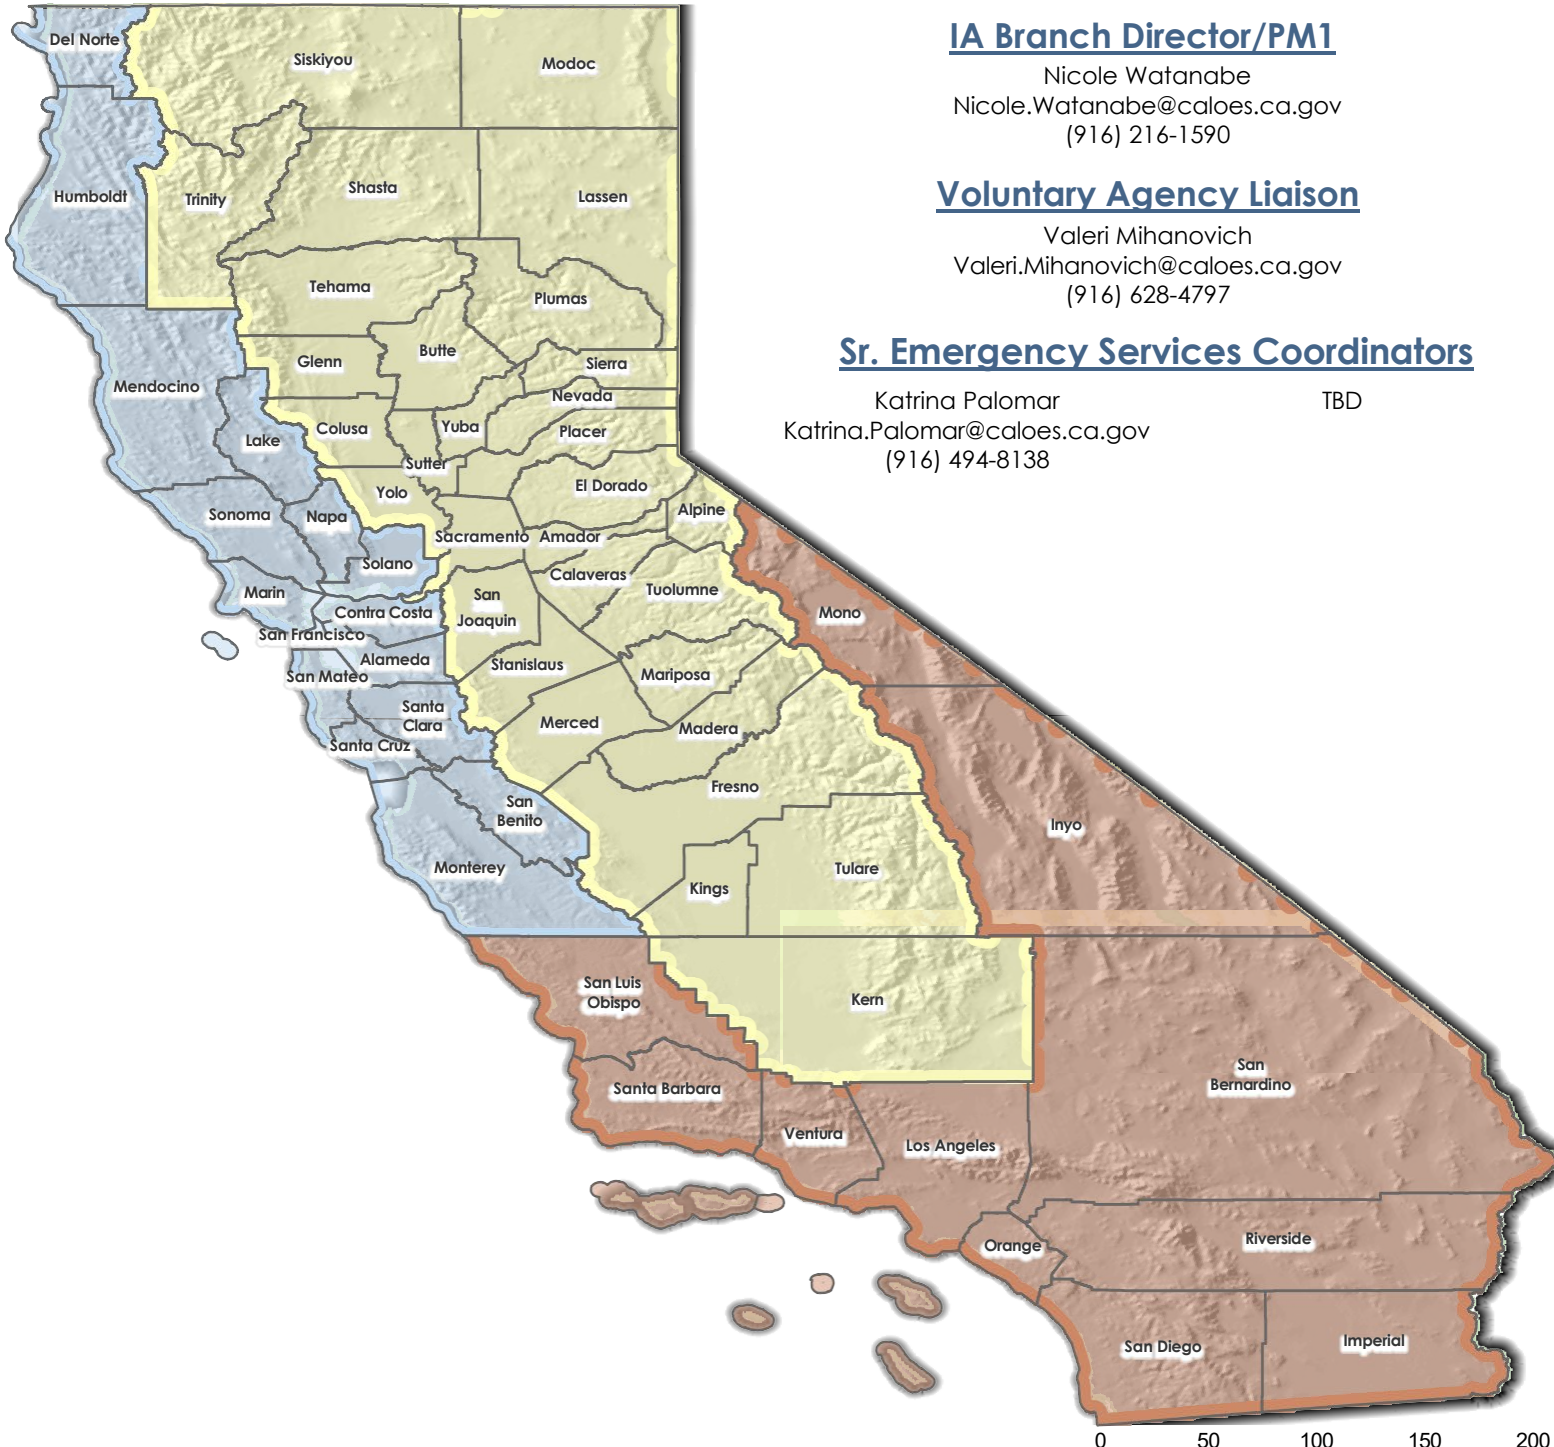 IA Branch Director/PM1
Nicole Watanabe
Nicole.Watanabe@caloes.ca.gov
(916) 216-1590
Voluntary Agency Liaison
Valeri Mihanovich
Valeri.Mihanovich@caloes.ca.gov
(916) 628-4797
Sr. Emergency Services Coordinators
Katrina Palomar
Katrina.Palomar@caloes.ca.gov
(916) 494-8138
TBD
Del Norte
Siskiyou
Modoc
Humboldt
Trinity
Shasta
Lassen
Tehama
Plumas
Mendocino
Glenn
Butte
Sierra
Nevada
Lake
Colusa
Yuba
Placer
Sutter
Yolo
El Dorado
Sonoma
Napa
Alpine
Sacramento
Amador
Solano
Calaveras
Tuolumne
Marin
Contra Costa
San
Joaquin
Mono
San Francisco
Alameda
Stanislaus
San Mateo
Mariposa
Santa
Clara
Merced
Madera
Santa Cruz
Fresno
San
Benito
Inyo
Monterey
Kings
Tulare
San Luis
Obispo
Kern
Santa Barbara
San
Bernardino
Ventura
Los Angeles
Orange
Riverside
San Diego
Imperial
0 50 100 150 200